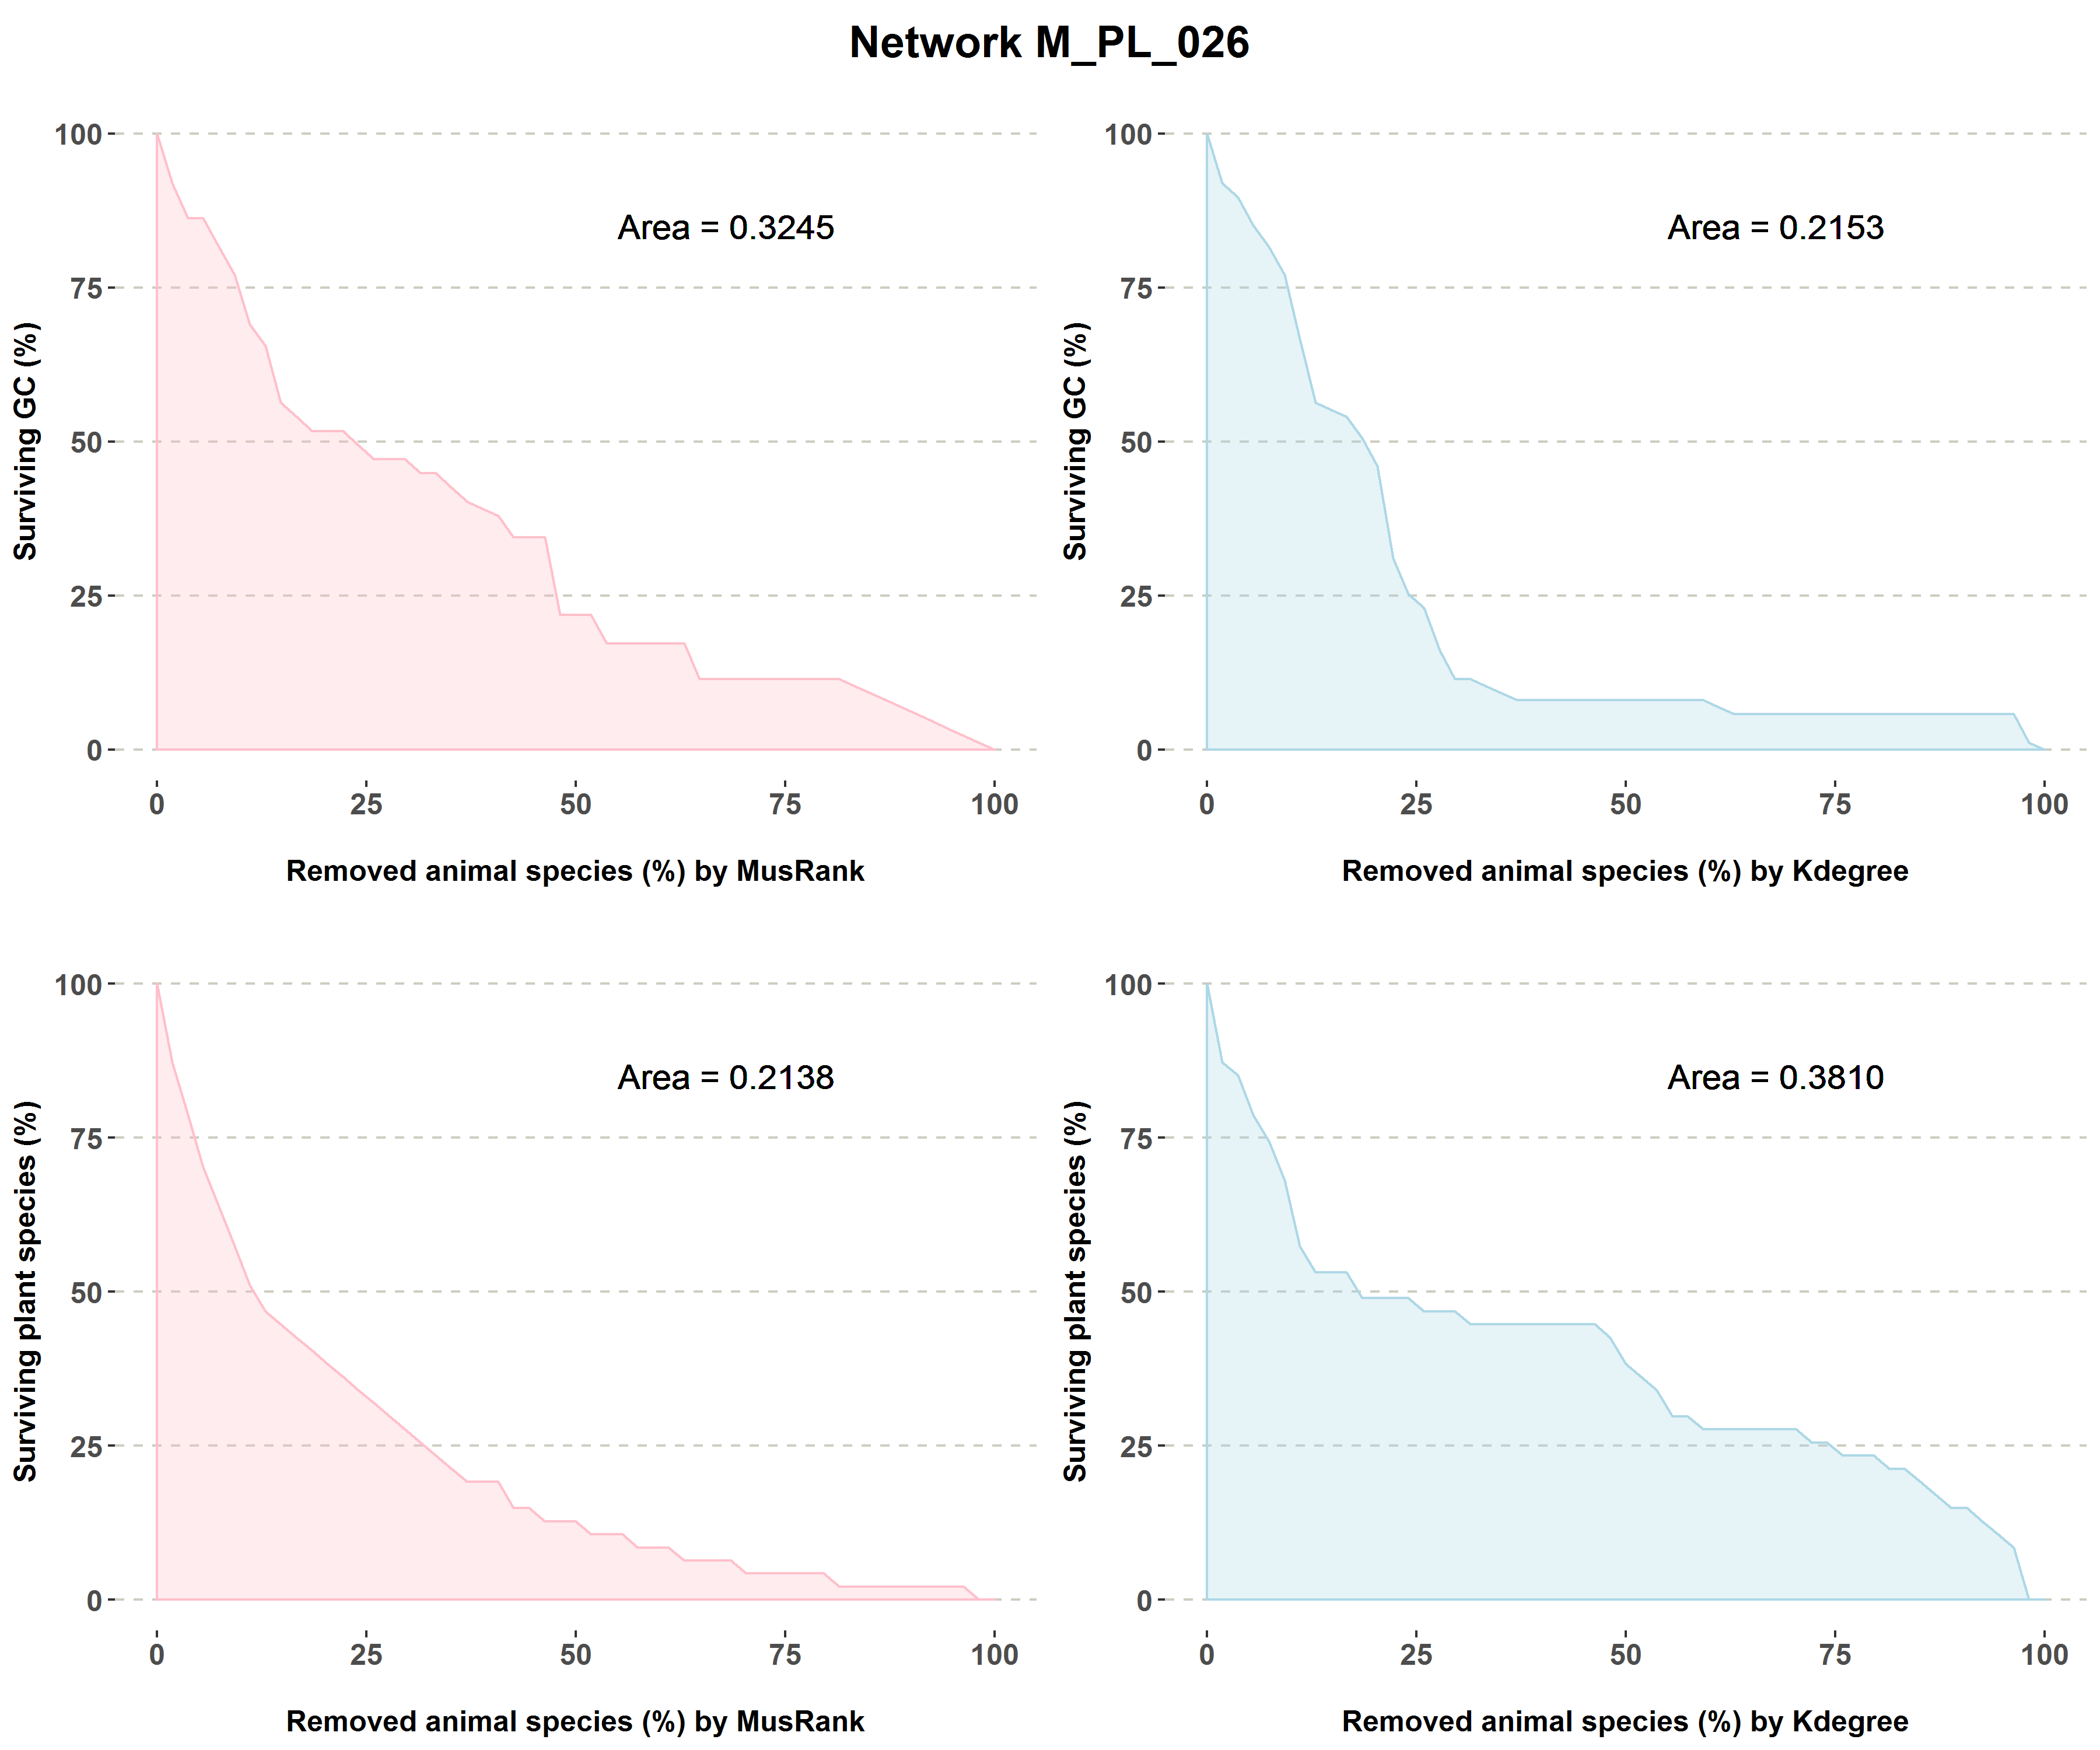 Network M_PL_026
Surviving GC (%)
100
75
50
25
0
Area = 0.3245
0 25 50 75 100
Removed animal species (%) by MusRank
Surviving GC (%)
100
75
50
25
0
Area = 0.2153
0 25 50 75 100
Removed animal species (%) by Kdegree
Surviving plant species (%)
100
75
50
25
0
Area = 0.2138
0 25 50 75 100
Removed animal species (%) by MusRank
Surviving plant species (%)
100
75
50
25
0
Area = 0.3810
0 25 50 75 100
Removed animal species (%) by Kdegree